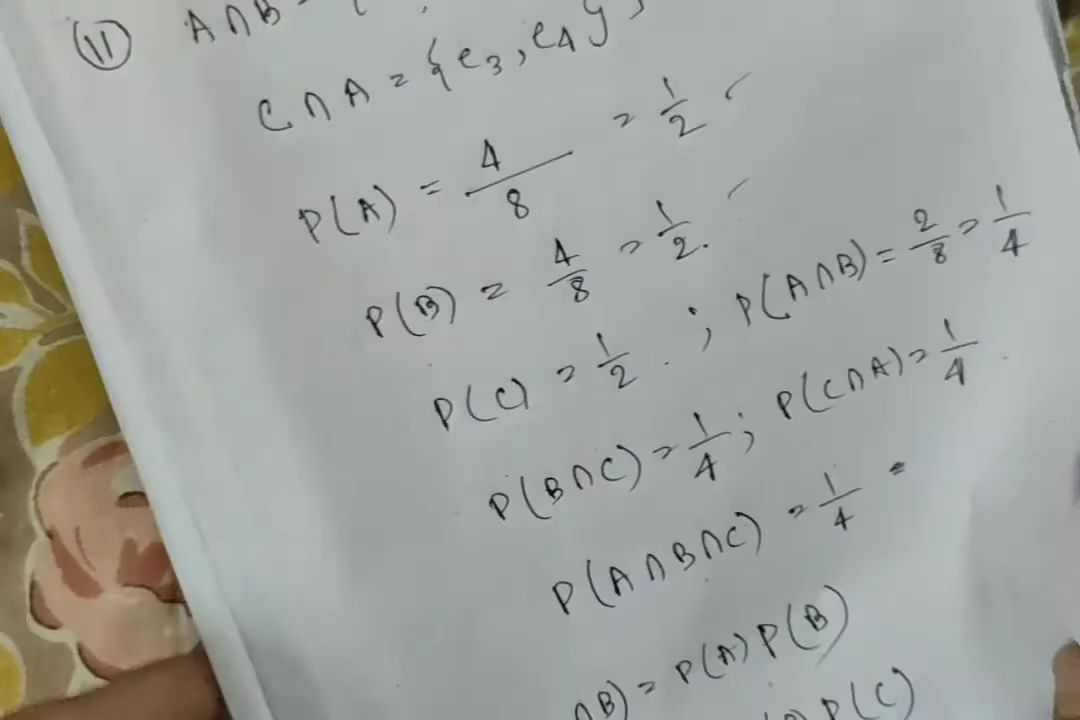 (11) A∩B = {
C∩A = {e3, e4}
P(A) = 4/8 = 1/2
P(B) = 4/8 = 1/2.
P(C) = 1/2 . ; P(A∩B) = 2/8 = 1/4
P(B∩C) = 1/4 ; P(C∩A) = 1/4 .
P(A∩B∩C) = 1/4 =
∩B) = P(A) P(B)
P(C)